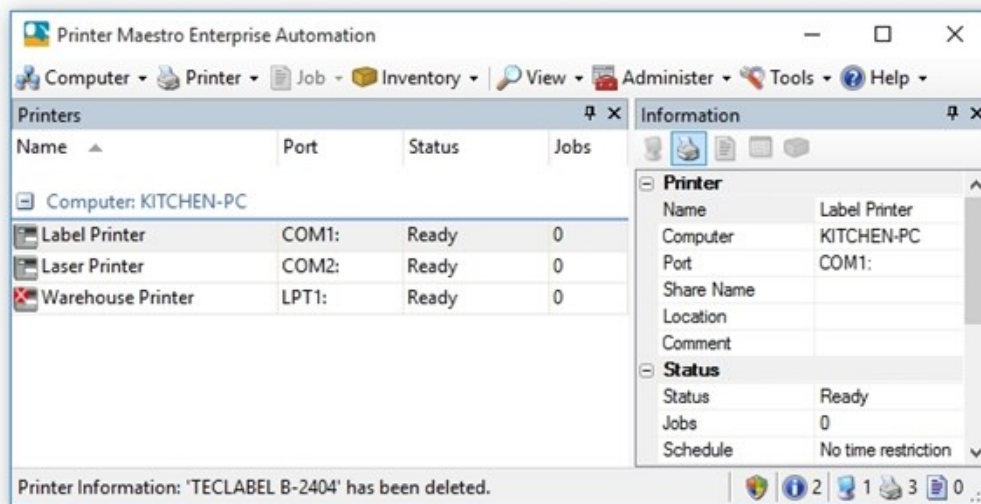 Printer Maestro Enterprise Automation
Computer Printer Job Inventory View Administer Tools Help
Printers
Name Port Status Jobs
Computer: KITCHEN-PC
Label Printer COM1: Ready 0
Laser Printer COM2: Ready 0
Warehouse Printer LPT1: Ready 0
Information
Printer
Name Label Printer
Computer KITCHEN-PC
Port COM1:
Share Name
Location
Comment
Status
Status Ready
Jobs 0
Schedule No time restriction
Printer Information: 'TECLABEL B-2404' has been deleted.
2 1 3 0